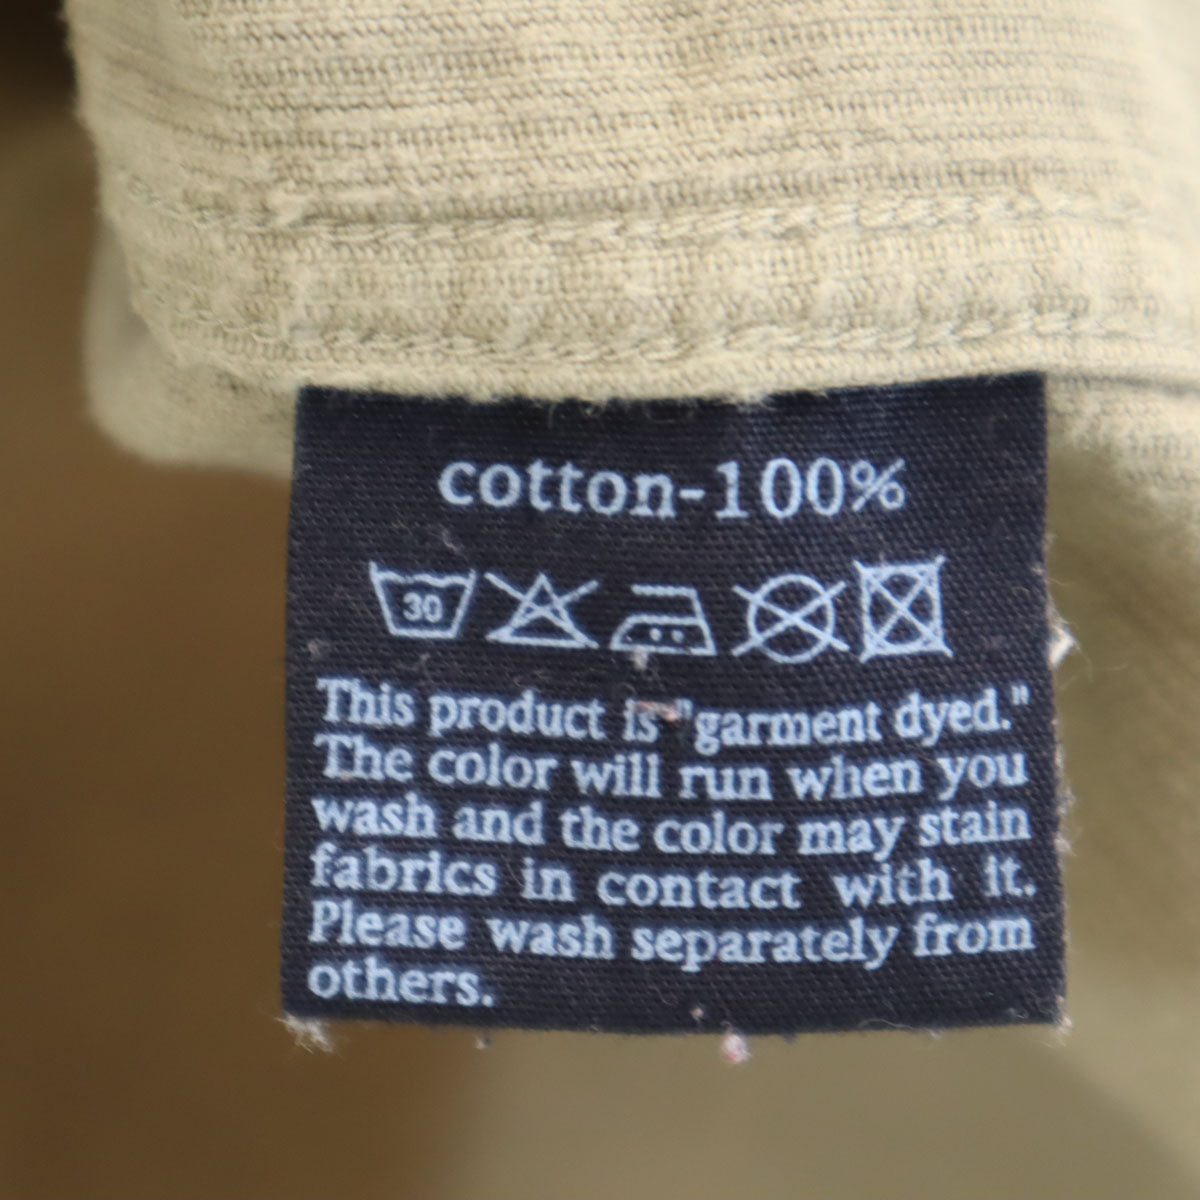 cotton-100%
30
This product is "garment dyed."
The color will run when you
wash and the color may stain
fabrics in contact with it.
Please wash separately from
others.